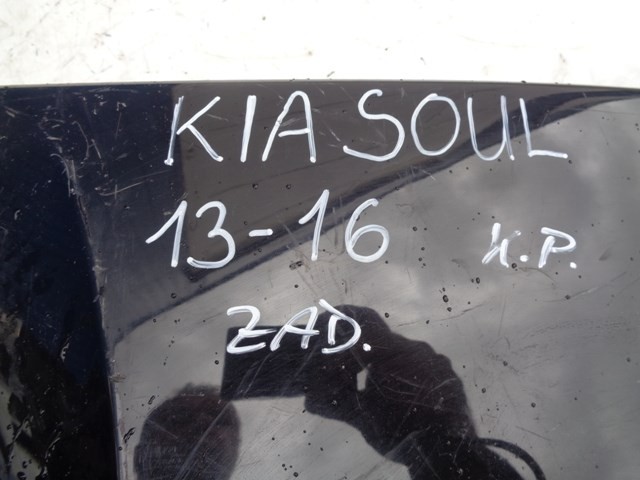 KIA SOUL
13-16 K.P.
ZAD.